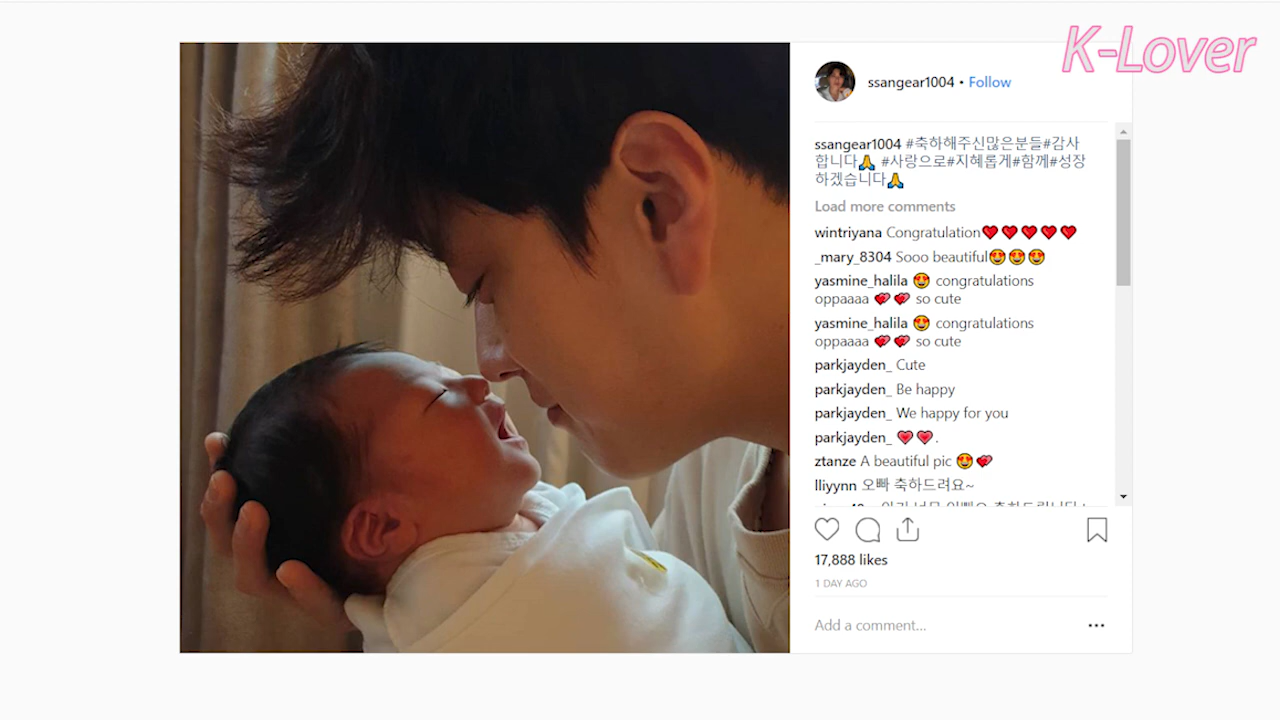 K-Lover
ssangear1004 • Follow
ssangear1004 #축하해주신많은분들#감사
합니다🙏 #사랑으로#지혜롭게#함께#성장
하겠습니다🙏
Load more comments
wintriyana Congratulation❤️❤️❤️❤️❤️
_mary_8304 Sooo beautiful😍😍😍
yasmine_halila 😍 congratulations
oppaaaa 💕💕 so cute
yasmine_halila 😍 congratulations
oppaaaa 💕💕 so cute
parkjayden_ Cute
parkjayden_ Be happy
parkjayden_ We happy for you
parkjayden_ 💗💗.
ztanze A beautiful pic 😍💕
lliyynn 오빠 축하드려요~
17,888 likes
1 DAY AGO
Add a comment...